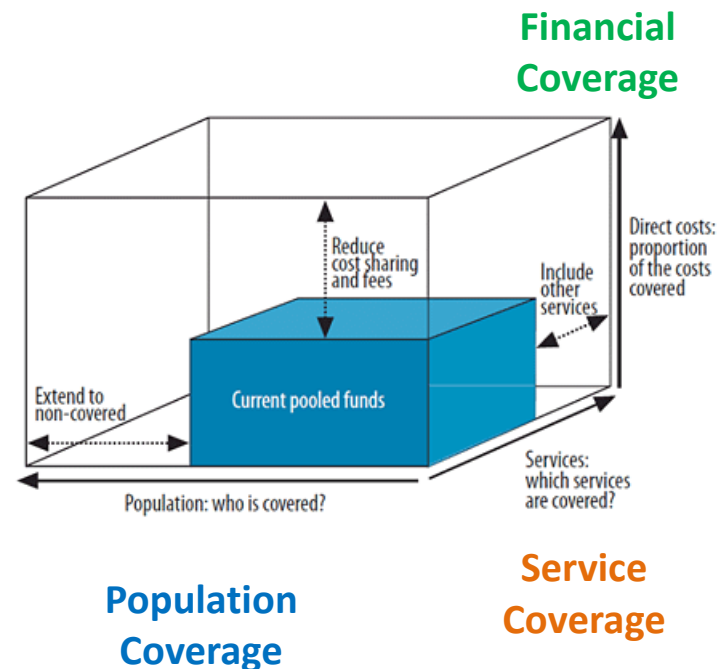 Financial
Coverage
Reduce
cost sharing
and fees
Include
other
services
Direct costs:
proportion
of the costs
covered
Extend to
non-covered
Current pooled funds
Population: who is covered?
Services:
which services
are covered?
Population
Coverage
Service
Coverage